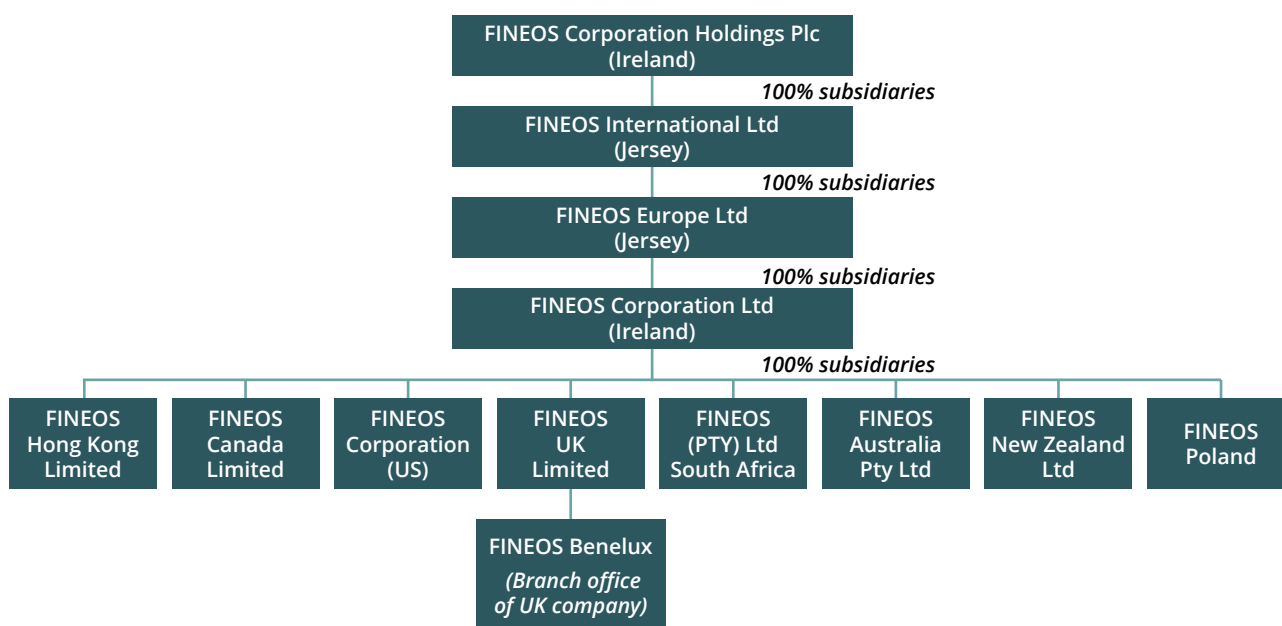 FINEOS Corporation Holdings Plc
(Ireland)
100% subsidiaries
FINEOS International Ltd
(Jersey)
100% subsidiaries
FINEOS Europe Ltd
(Jersey)
100% subsidiaries
FINEOS Corporation Ltd
(Ireland)
100% subsidiaries
FINEOS
Hong Kong
Limited
FINEOS
Canada
Limited
FINEOS
Corporation
(US)
FINEOS
UK
Limited
FINEOS
(PTY) Ltd
South Africa
FINEOS
Australia
Pty Ltd
FINEOS
New Zealand
Ltd
FINEOS
Poland
FINEOS Benelux
(Branch office
of UK company)